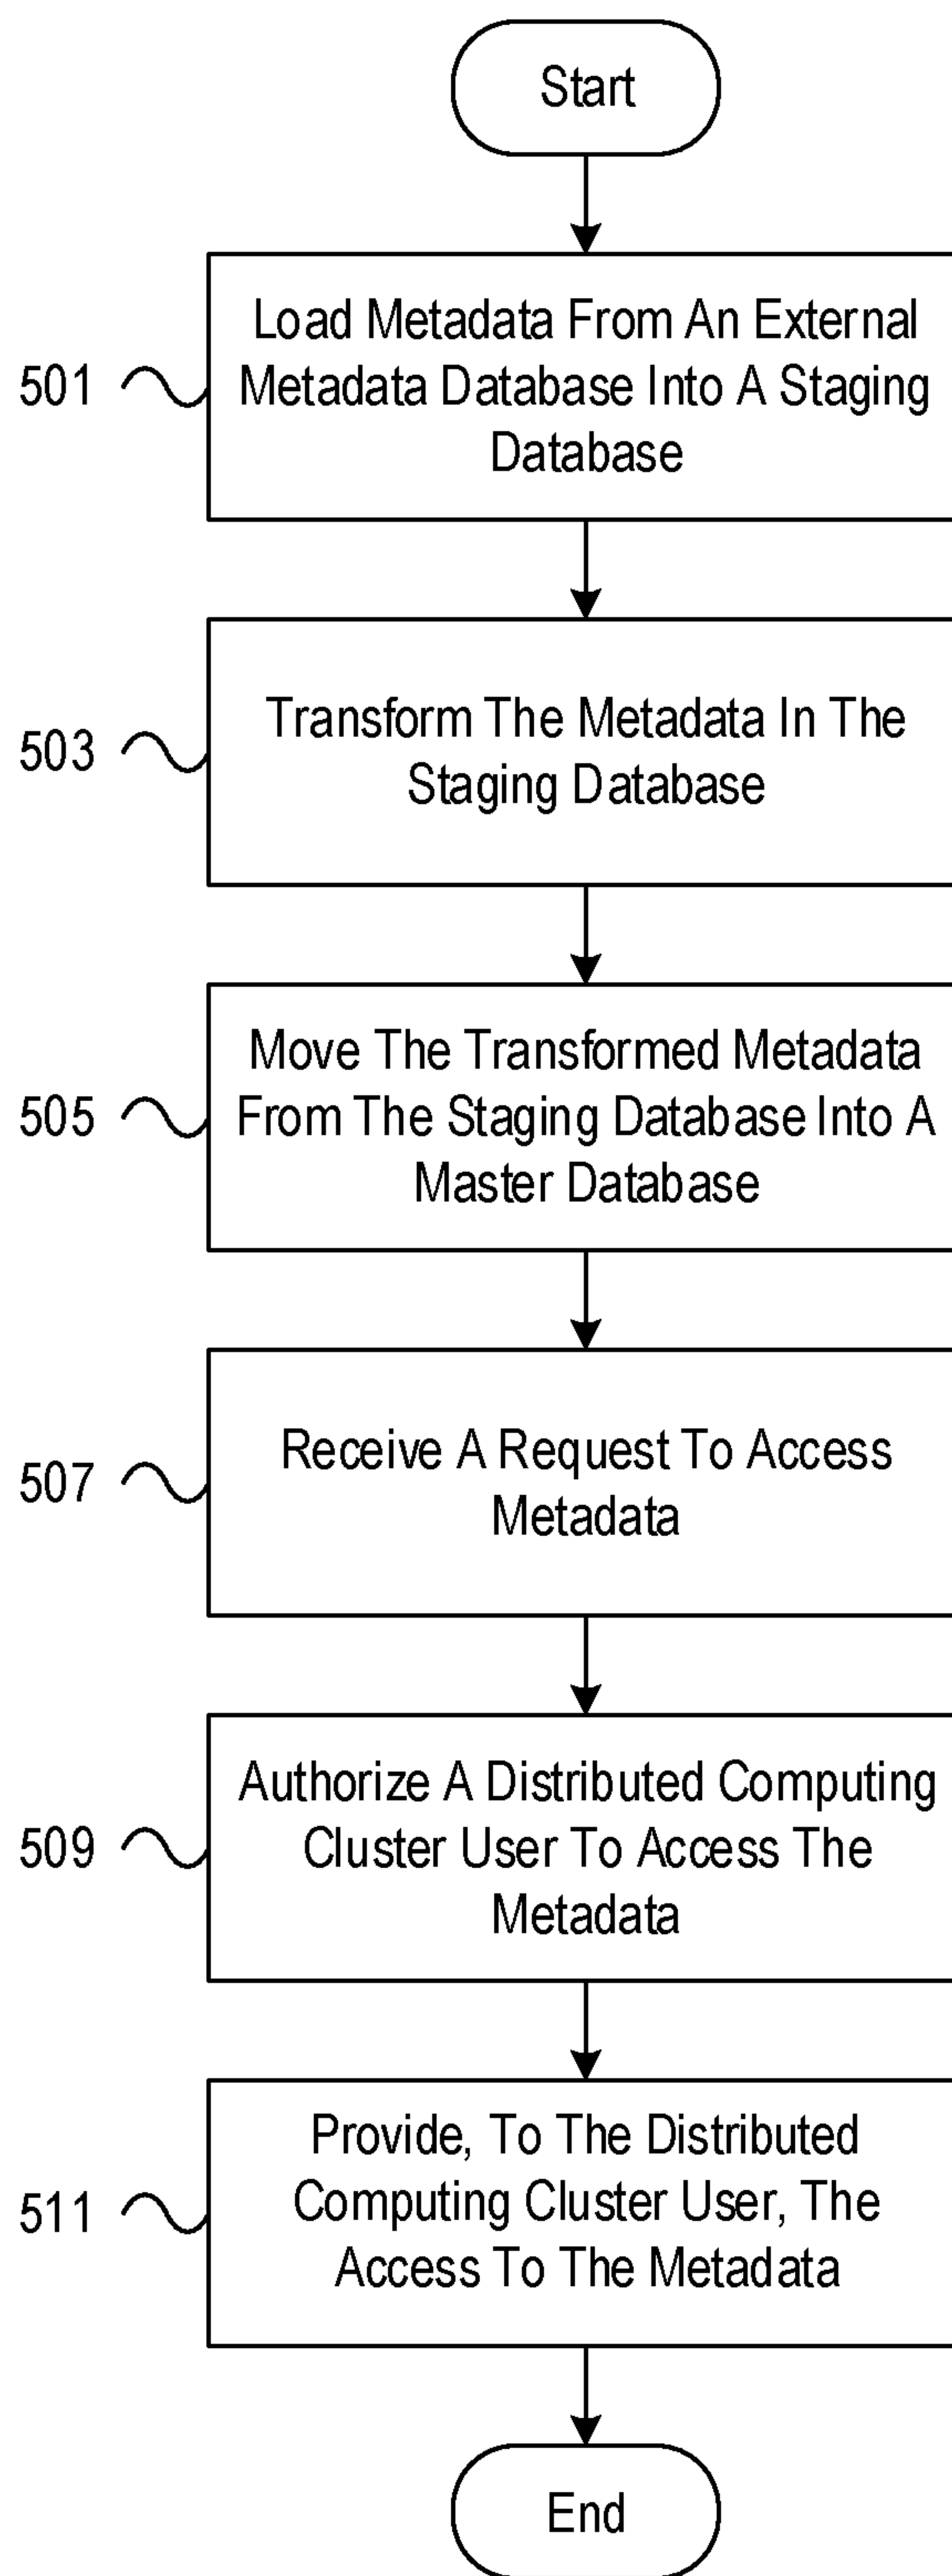 Start
501
Load Metadata From An External
Metadata Database Into A Staging
Database
503
Transform The Metadata In The
Staging Database
505
Move The Transformed Metadata
From The Staging Database Into A
Master Database
507
Receive A Request To Access
Metadata
509
Authorize A Distributed Computing
Cluster User To Access The
Metadata
511
Provide, To The Distributed
Computing Cluster User, The
Access To The Metadata
End